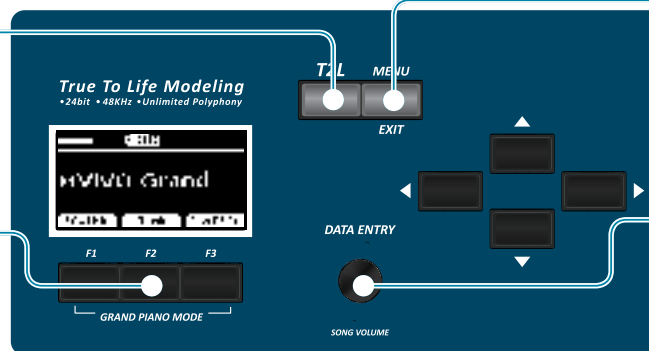 T2L MENU
True To Life Modeling
•24bit •48KHz •Unlimited Polyphony
EXIT
Grand
DATA ENTRY
F1 F2 F3
GRAND PIANO MODE
SONG VOLUME